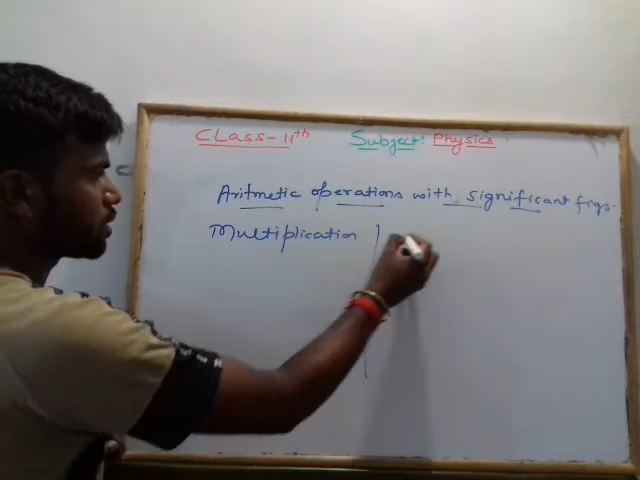 CLass-11th Subject: Physics
Aritmetic operations with significant figs.
Multiplication